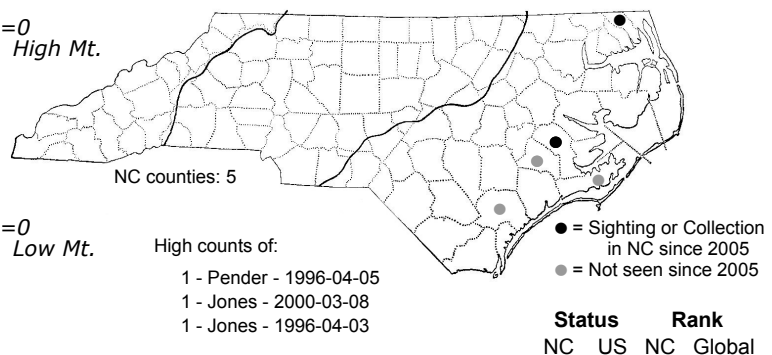 =0
High Mt.
NC counties: 5
=0
Low Mt.
High counts of:
1 - Pender - 1996-04-05
1 - Jones - 2000-03-08
1 - Jones - 1996-04-03
● = Sighting or Collection
in NC since 2005
● = Not seen since 2005
Status Rank
NC US NC Global